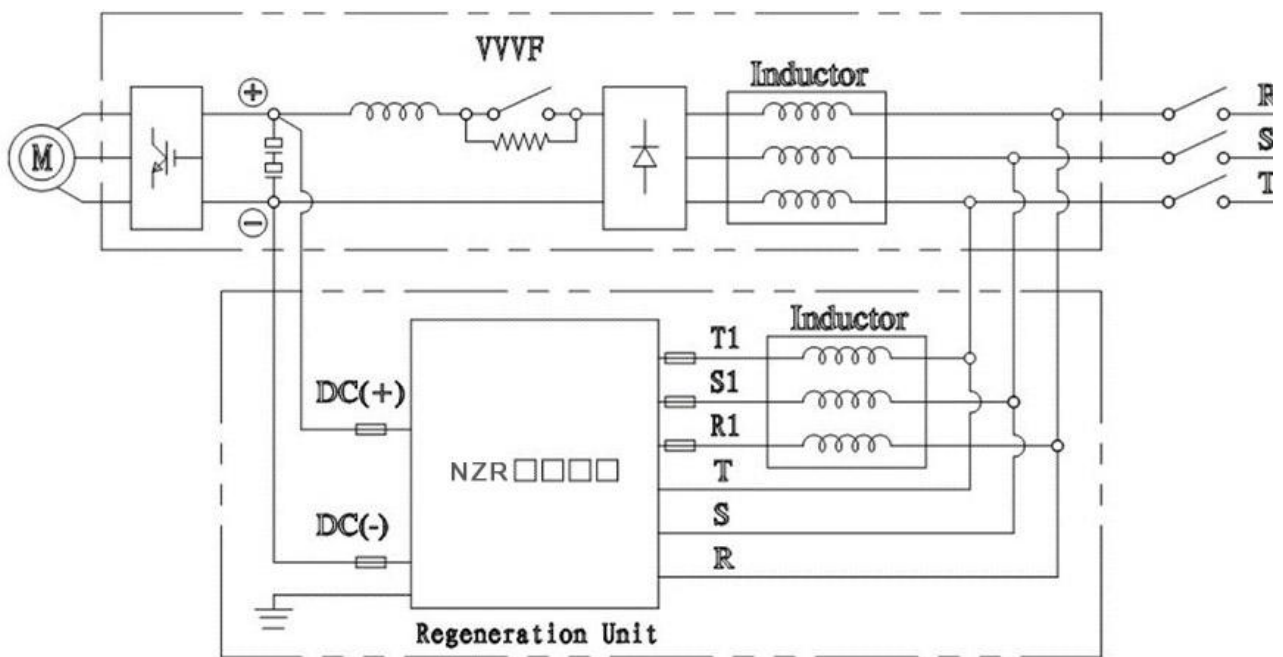 VVVF
Inductor
R
+
M
S
T
−
Inductor
T1
DC(+)
S1
R1
NZR□□□□
T
DC(-)
S
R
Regeneration Unit